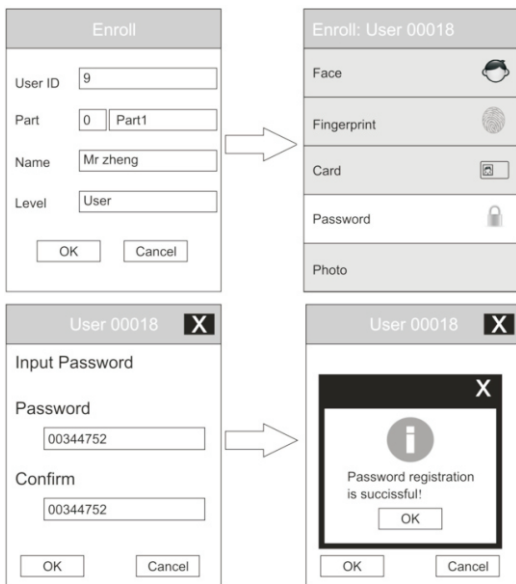 Enroll
User ID 9
Part 0 Part1
Name Mr zheng
Level User
OK Cancel
Enroll: User 00018
Face
Fingerprint
Card
Password
Photo
User 00018 X
Input Password
Password
00344752
Confirm
00344752
OK Cancel
User 00018 X
X
i
Password registration
is succissful!
OK
OK Cancel